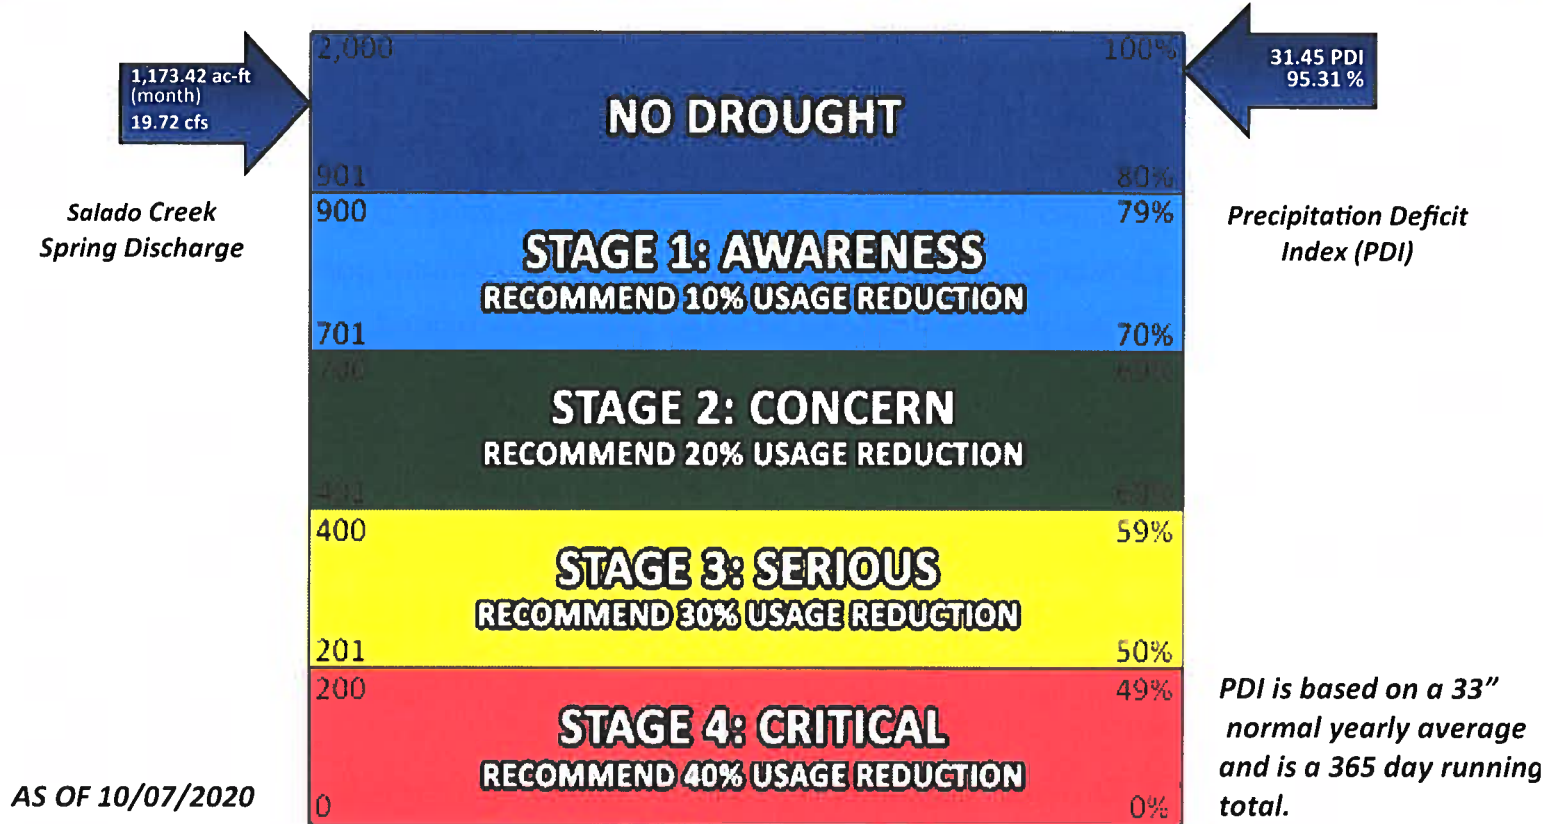 1,173.42 ac-ft
(month)
19.72 cfs
Salado Creek
Spring Discharge
2,000 100%
NO DROUGHT
901 80%
900 79%
STAGE 1: AWARENESS
RECOMMEND 10% USAGE REDUCTION
701 70%
700 69%
STAGE 2: CONCERN
RECOMMEND 20% USAGE REDUCTION
401 60%
400 59%
STAGE 3: SERIOUS
RECOMMEND 30% USAGE REDUCTION
201 50%
200 49%
STAGE 4: CRITICAL
RECOMMEND 40% USAGE REDUCTION
0 0%
31.45 PDI
95.31 %
Precipitation Deficit
Index (PDI)
PDI is based on a 33"
normal yearly average
and is a 365 day running
total.
AS OF 10/07/2020